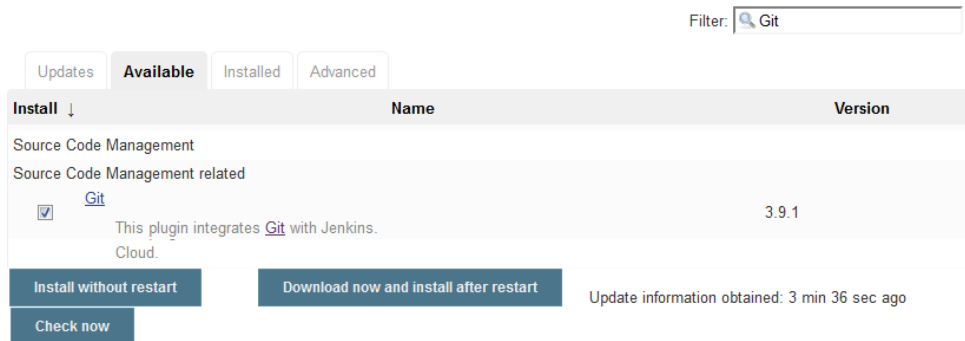 Filter: Git
Updates Available Installed Advanced
Install ↓ Name Version
Source Code Management
Source Code Management related
Git
3.9.1
This plugin integrates Git with Jenkins.
Cloud.
Install without restart Download now and install after restart Update information obtained: 3 min 36 sec ago
Check now